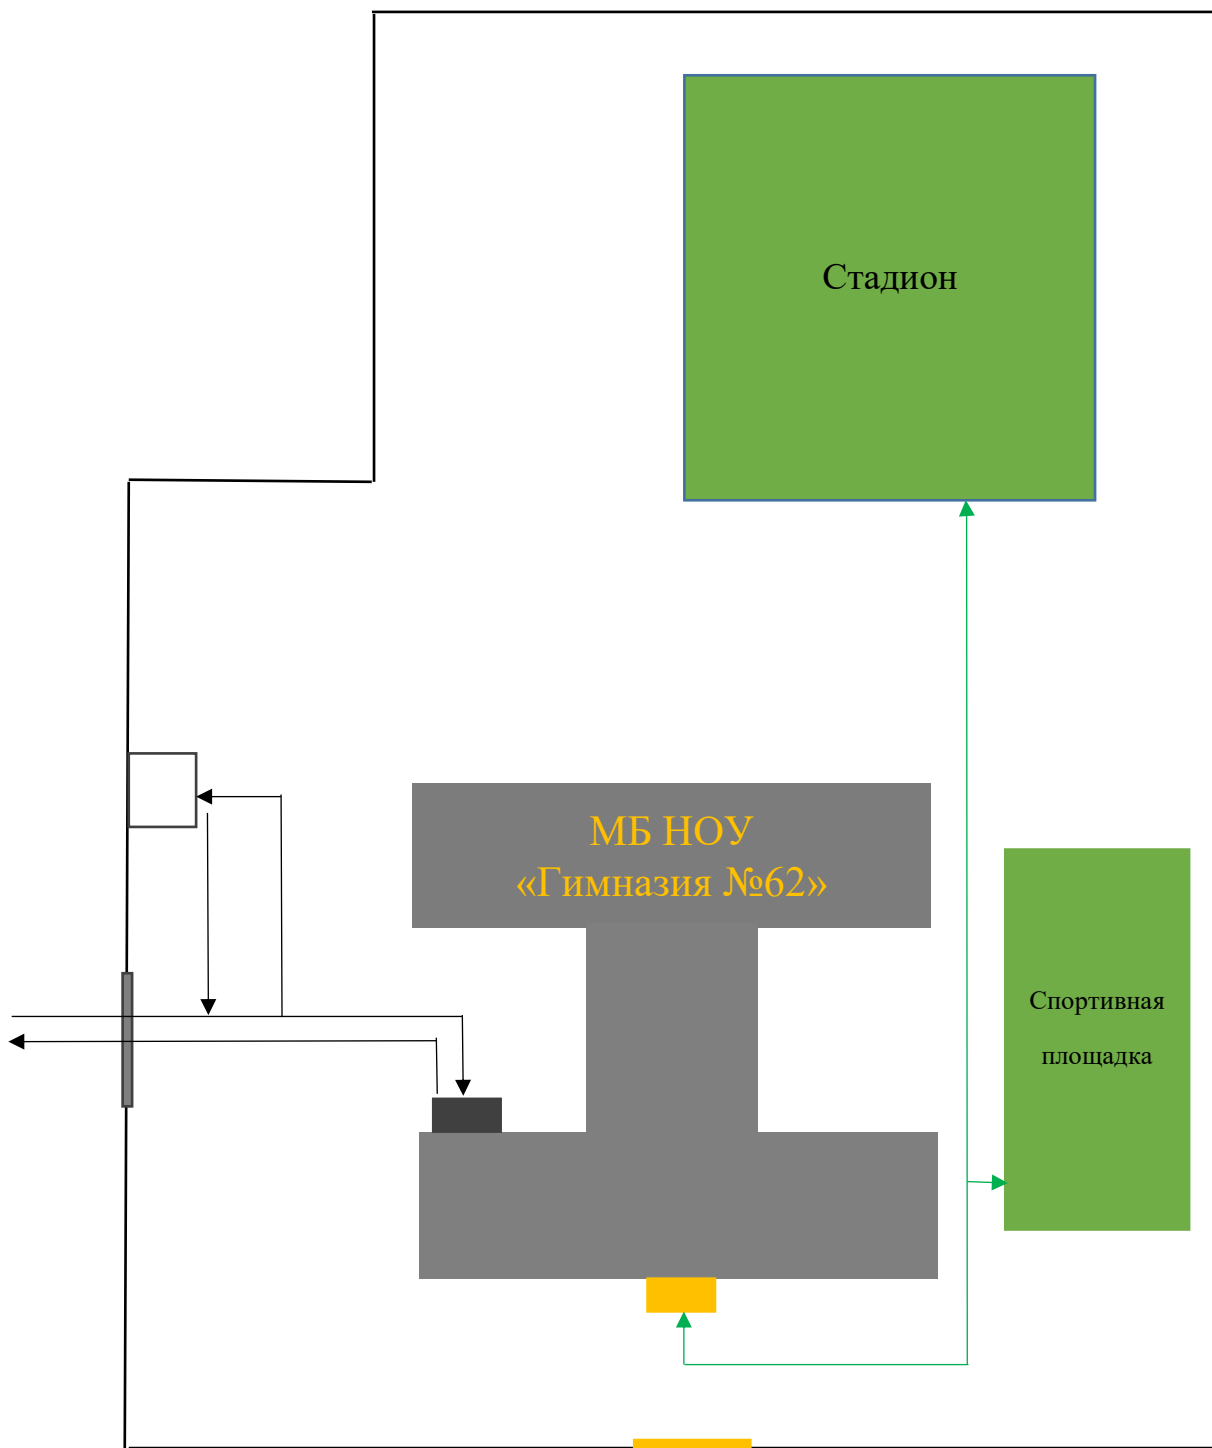 Стадион
МБ НОУ
«Гимназия №62»
Спортивная
площадка